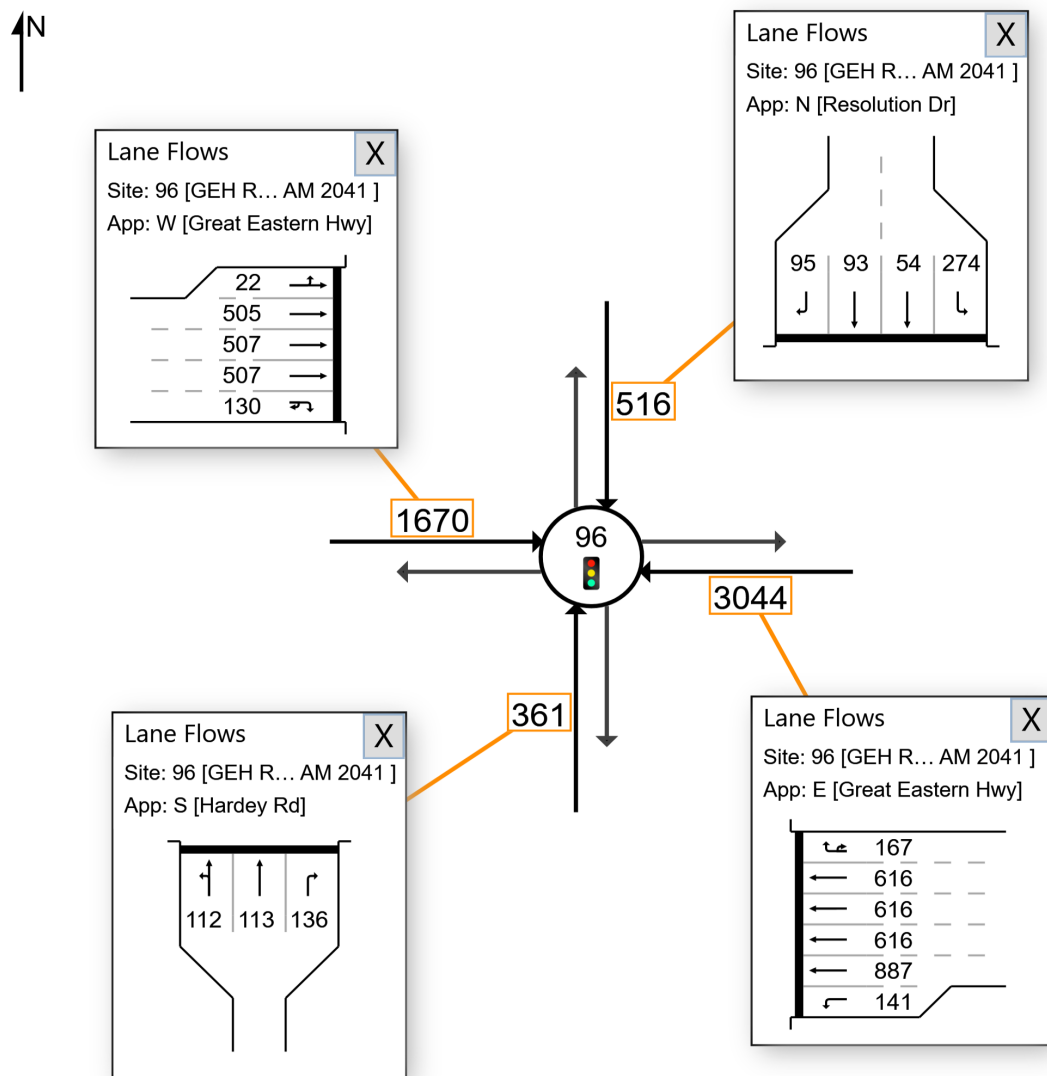 N
Lane Flows X
Site: 96 [GEH R... AM 2041 ]
App: N [Resolution Dr]
95 93 54 274
Lane Flows X
Site: 96 [GEH R... AM 2041 ]
App: W [Great Eastern Hwy]
22
505
507
507
130
516
1670
96
3044
361
Lane Flows X
Site: 96 [GEH R... AM 2041 ]
App: S [Hardey Rd]
112 113 136
Lane Flows X
Site: 96 [GEH R... AM 2041 ]
App: E [Great Eastern Hwy]
167
616
616
616
887
141